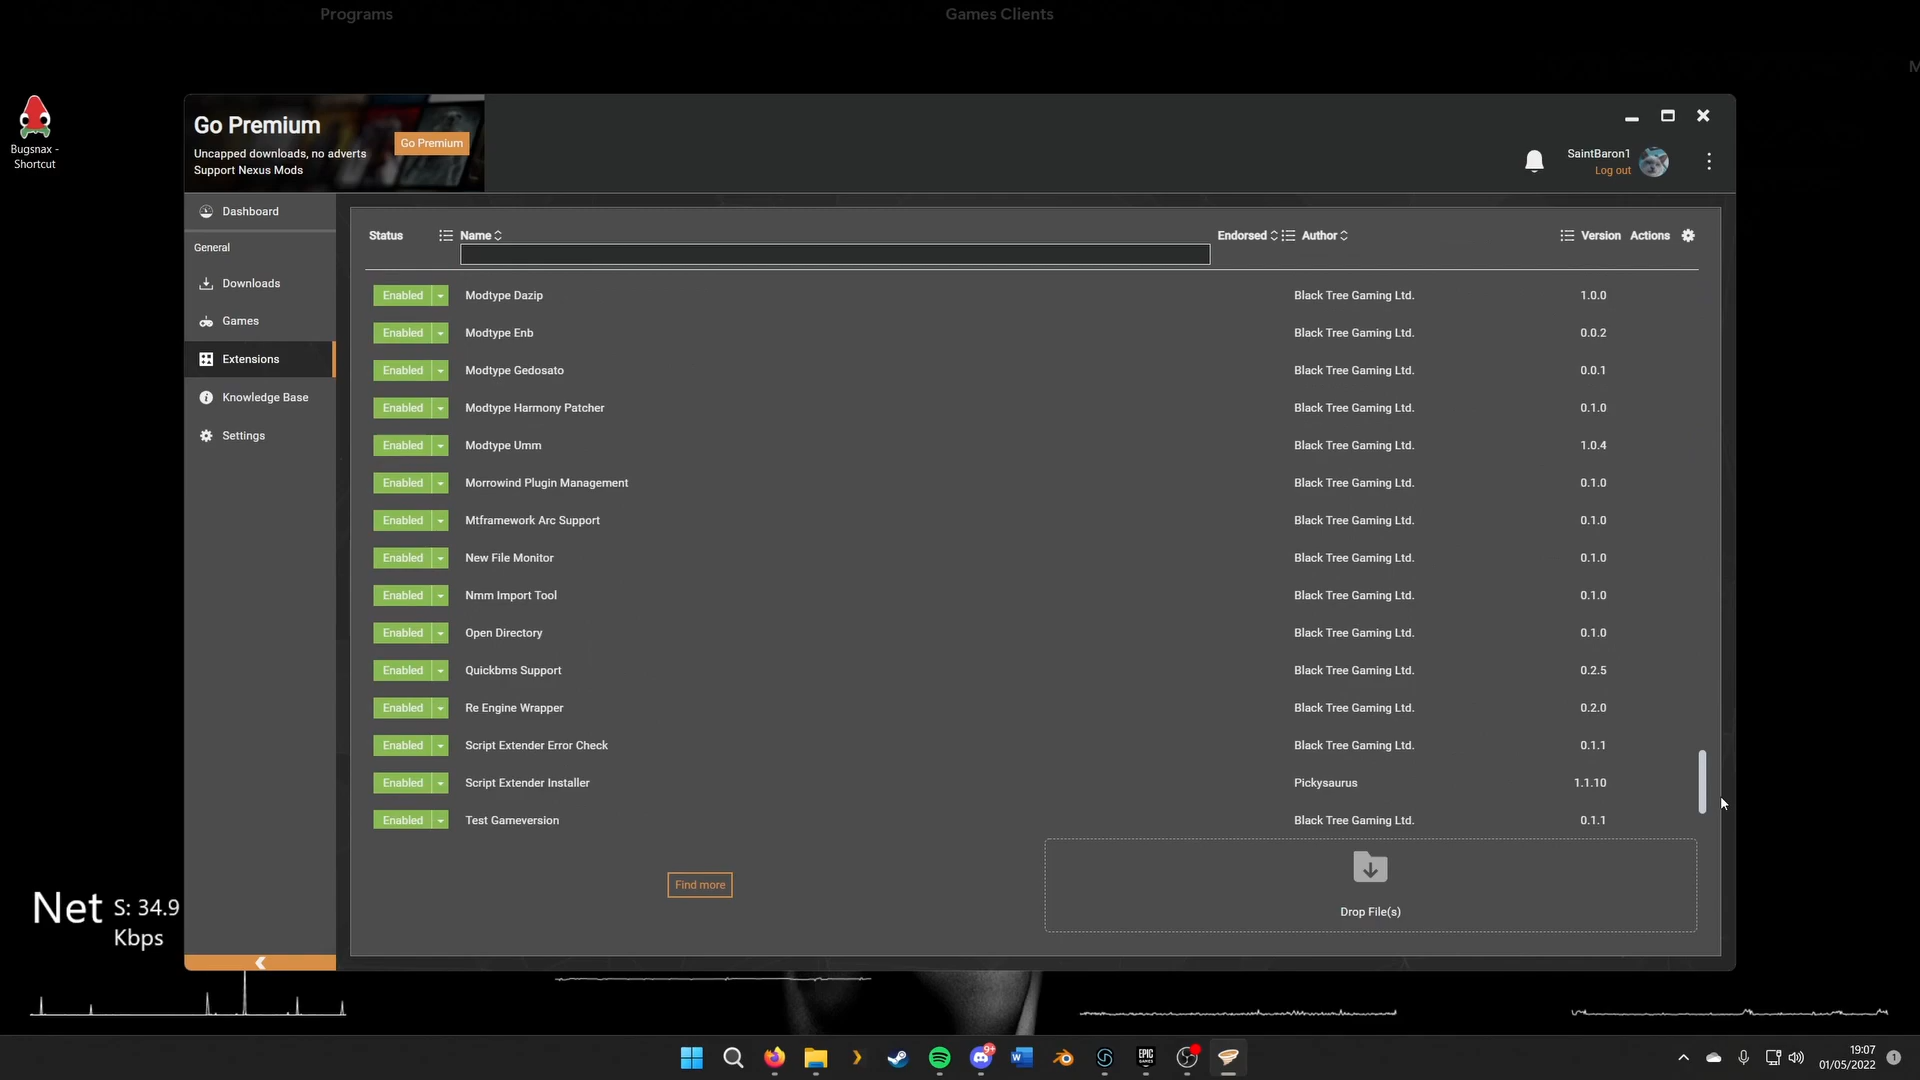 Programs
Games Clients
M
Bugsnax -
Shortcut
Go Premium
Uncapped downloads, no adverts
Support Nexus Mods
Go Premium
SaintBaron1
Log out
Dashboard
General
Downloads
Games
Extensions
Knowledge Base
Settings
Status Name Endorsed Author Version Actions
Enabled Modtype Dazip Black Tree Gaming Ltd. 1.0.0
Enabled Modtype Enb Black Tree Gaming Ltd. 0.0.2
Enabled Modtype Gedosato Black Tree Gaming Ltd. 0.0.1
Enabled Modtype Harmony Patcher Black Tree Gaming Ltd. 0.1.0
Enabled Modtype Umm Black Tree Gaming Ltd. 1.0.4
Enabled Morrowind Plugin Management Black Tree Gaming Ltd. 0.1.0
Enabled Mtframework Arc Support Black Tree Gaming Ltd. 0.1.0
Enabled New File Monitor Black Tree Gaming Ltd. 0.1.0
Enabled Nmm Import Tool Black Tree Gaming Ltd. 0.1.0
Enabled Open Directory Black Tree Gaming Ltd. 0.1.0
Enabled Quickbms Support Black Tree Gaming Ltd. 0.2.5
Enabled Re Engine Wrapper Black Tree Gaming Ltd. 0.2.0
Enabled Script Extender Error Check Black Tree Gaming Ltd. 0.1.1
Enabled Script Extender Installer Pickysaurus 1.1.10
Enabled Test Gameversion Black Tree Gaming Ltd. 0.1.1
Find more
Drop File(s)
Net S: 34.9
Kbps
9+
EPIC
GAMES
19:07
01/05/2022
1